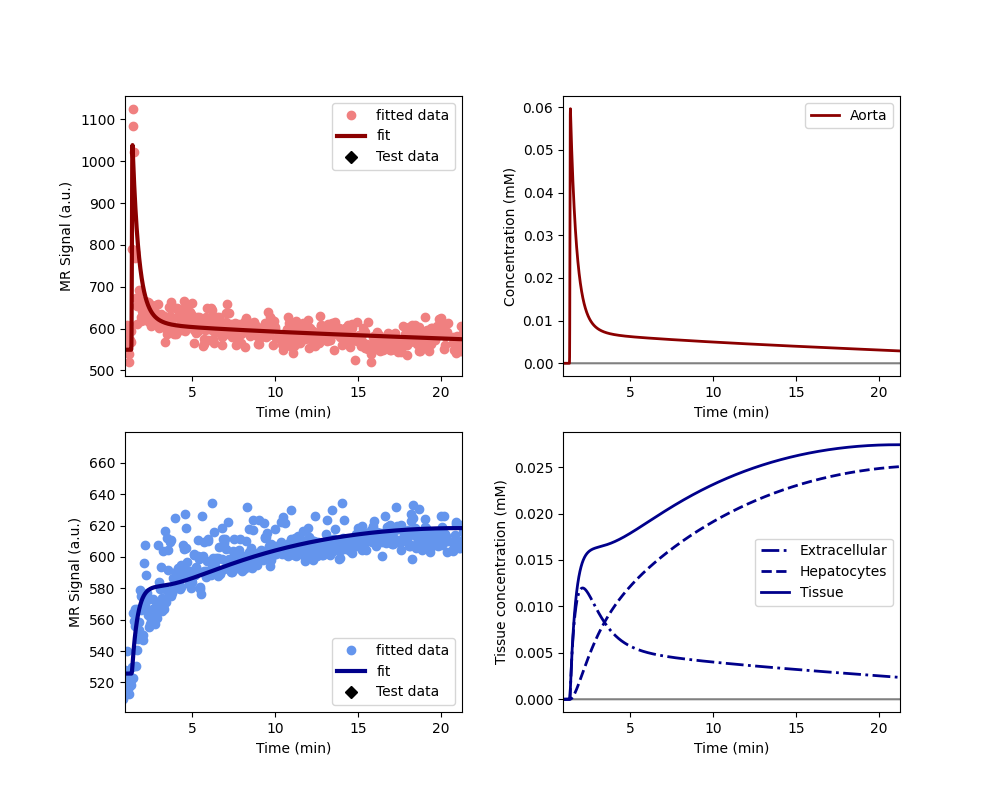 1100
1000
900
800
700
600
500
MR Signal (a.u.)
fitted data
fit
Test data
5 10 15 20
Time (min)
0.06
0.05
0.04
0.03
0.02
0.01
0.00
Concentration (mM)
Aorta
5 10 15 20
Time (min)
660
640
620
600
580
560
540
520
MR Signal (a.u.)
fitted data
fit
Test data
5 10 15 20
Time (min)
0.025
0.020
0.015
0.010
0.005
0.000
Tissue concentration (mM)
Extracellular
Hepatocytes
Tissue
5 10 15 20
Time (min)